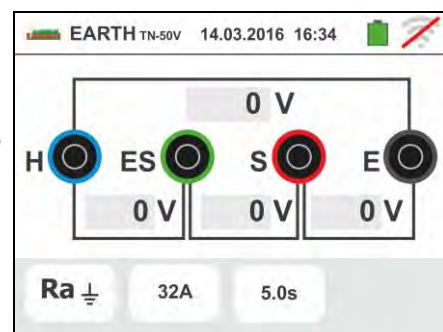 EARTH TN-50V 14.03.2016 16:34
0 V
H ES S E
0 V 0 V 0 V
Ra ⏚ 32A 5.0s